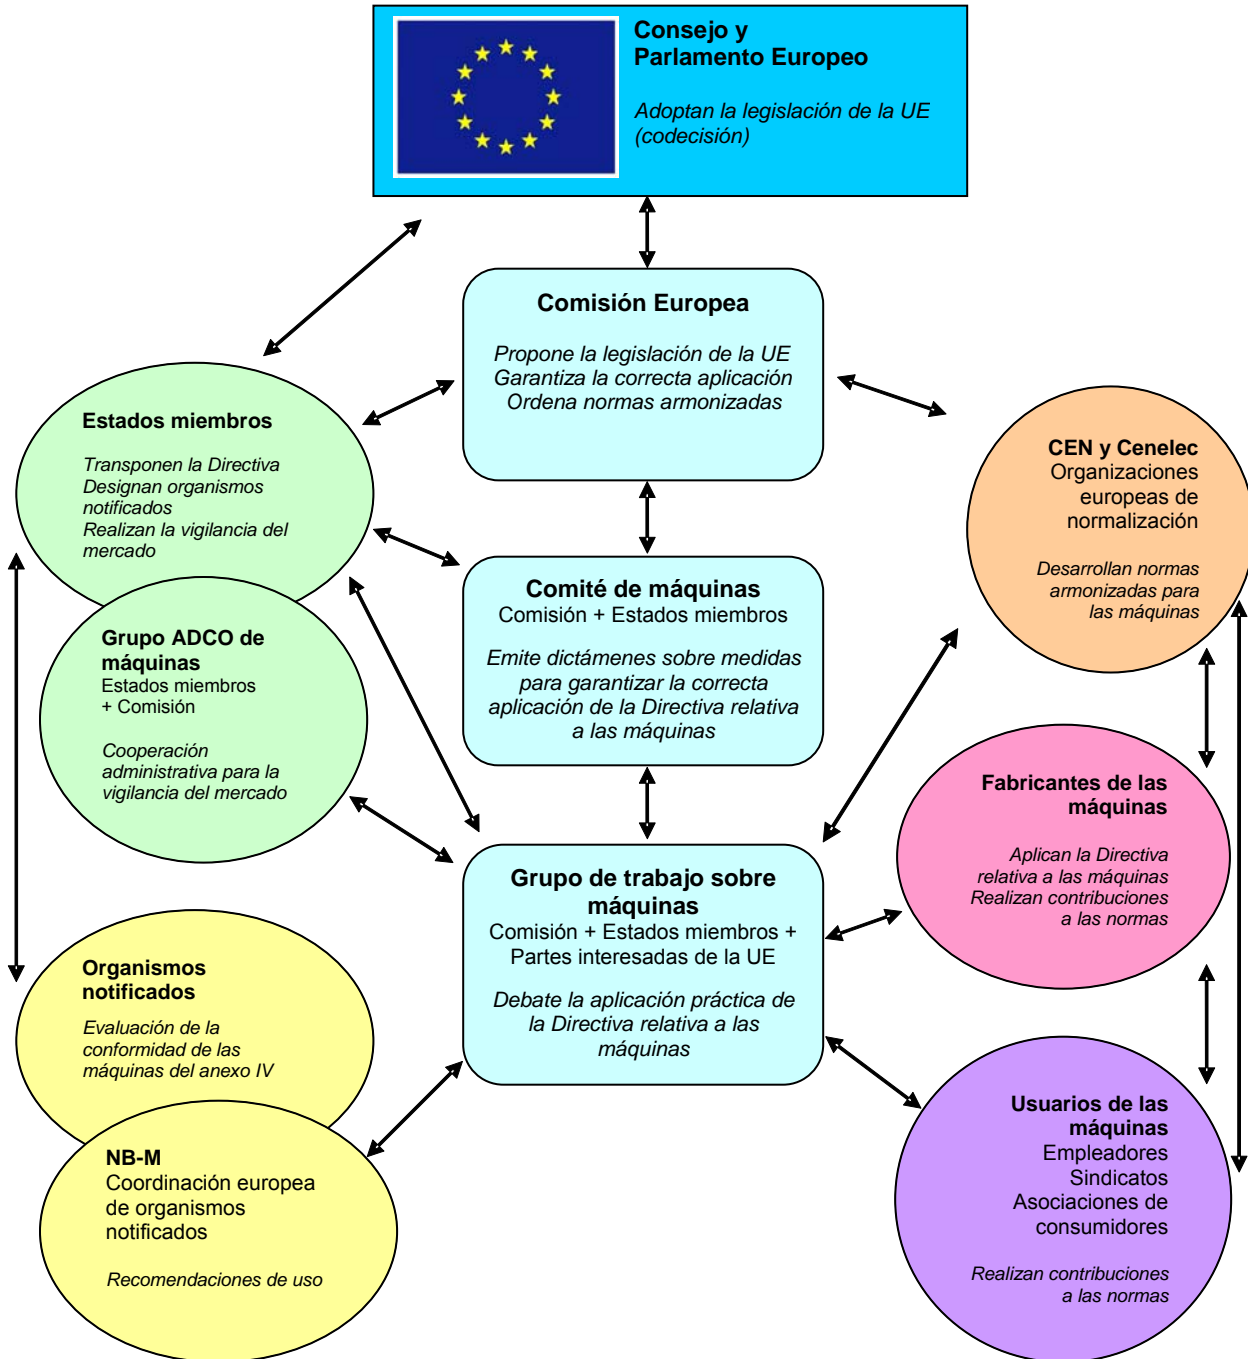 Consejo y
Parlamento Europeo
Adoptan la legislación de la UE
(codecisión)
Comisión Europea
Propone la legislación de la UE
Garantiza la correcta aplicación
Ordena normas armonizadas
Estados miembros
Transponen la Directiva
Designan organismos
notificados
Realizan la vigilancia del
mercado
CEN y Cenelec
Organizaciones
europeas de
normalización
Desarrollan normas
armonizadas para
las máquinas
Comité de máquinas
Comisión + Estados miembros
Emite dictámenes sobre medidas
para garantizar la correcta
aplicación de la Directiva relativa
a las máquinas
Grupo ADCO de
máquinas
Estados miembros
+ Comisión
Cooperación
administrativa para la
vigilancia del mercado
Fabricantes de las
máquinas
Aplican la Directiva
relativa a las máquinas
Realizan contribuciones
a las normas
Grupo de trabajo sobre
máquinas
Comisión + Estados miembros +
Partes interesadas de la UE
Debate la aplicación práctica de
la Directiva relativa a las
máquinas
Organismos
notificados
Evaluación de la
conformidad de las
máquinas del anexo IV
NB-M
Coordinación europea
de organismos
notificados
Recomendaciones de uso
Usuarios de las
máquinas
Empleadores
Sindicatos
Asociaciones de
consumidores
Realizan contribuciones
a las normas